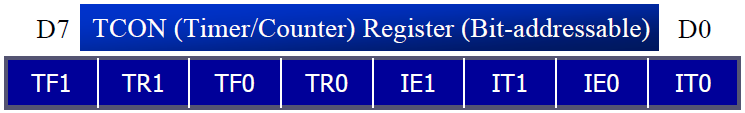 D7 TCON (Timer/Counter) Register (Bit-addressable) D0
TF1 TR1 TF0 TR0 IE1 IT1 IE0 IT0